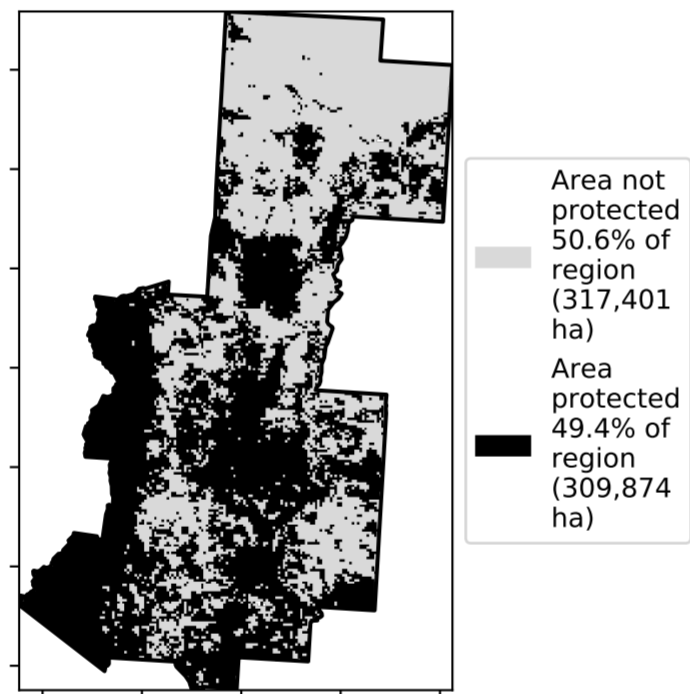 Area not
protected
50.6% of
region
(317,401
ha)
Area
protected
49.4% of
region
(309,874
ha)